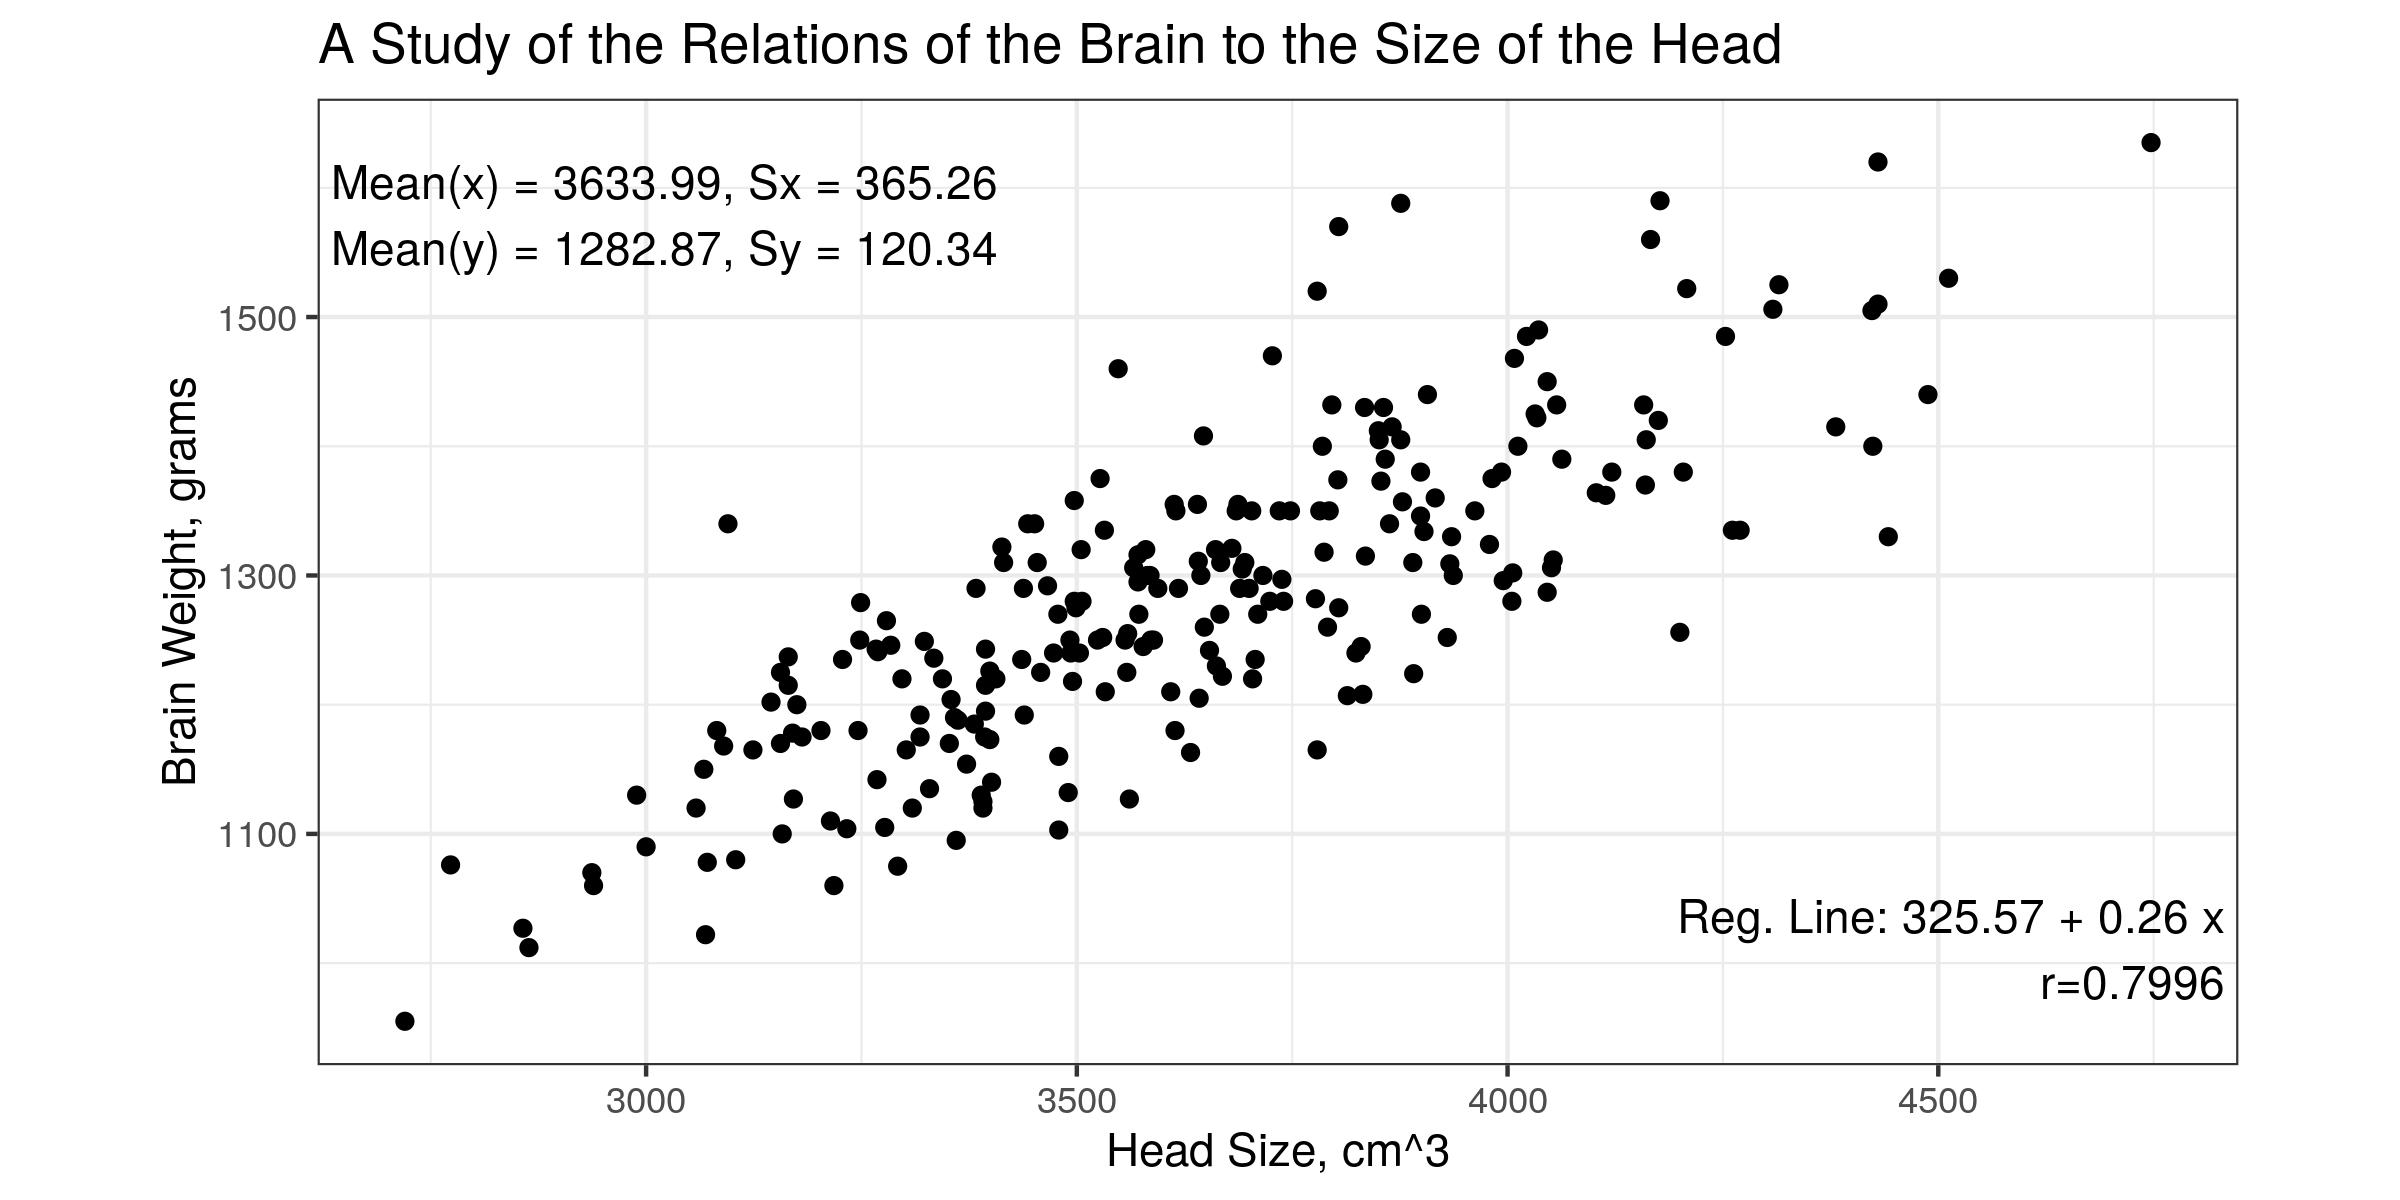 A Study of the Relations of the Brain to the Size of the Head
Mean(x) = 3633.99, Sx = 365.26
Mean(y) = 1282.87, Sy = 120.34
1500
1300
1100
Brain Weight, grams
Reg. Line: 325.57 + 0.26 x
r=0.7996
3000 3500 4000 4500
Head Size, cm^3